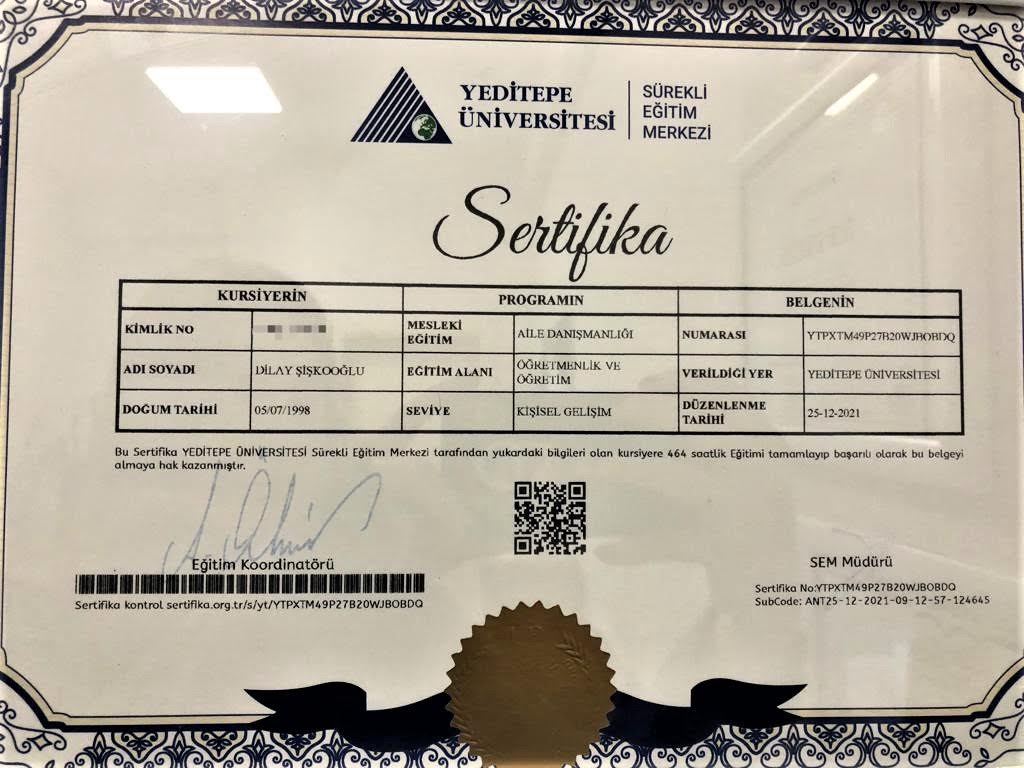 YEDİTEPE
ÜNİVERSİTESİ
SÜREKLİ
EĞİTİM
MERKEZİ
Sertifika
KURSİYERİN PROGRAMIN BELGENİN
KİMLİK NO MESLEKİ EĞİTİM AİLE DANIŞMANLIĞI NUMARASI YTPXTM49P27B20WJBOBDQ
ADI SOYADI DİLAY ŞİŞKOOĞLU EĞİTİM ALANI ÖĞRETMENLİK VE ÖĞRETİM VERİLDİĞİ YER YEDİTEPE ÜNİVERSİTESİ
DOĞUM TARİHİ 05/07/1998 SEVİYE KIŞİSEL GELİŞİM DÜZENLENME TARİHİ 25-12-2021
Bu Sertifika YEDİTEPE ÜNİVERSİTESİ Sürekli Eğitim Merkezi tarafından yukardaki bilgileri olan kursiyere 464 saatlik Eğitimi tamamlayıp başarılı olarak bu belgeyi
almaya hak kazanmıştır.
Eğitim Koordinatörü
Sertifika kontrol sertifika.org.tr/s/yt/YTPXTM49P27B20WJBOBDQ
SEM Müdürü
Sertifika No:YTPXTM49P27B20WJBOBDQ
SubCode: ANT25-12-2021-09-12-57-124645